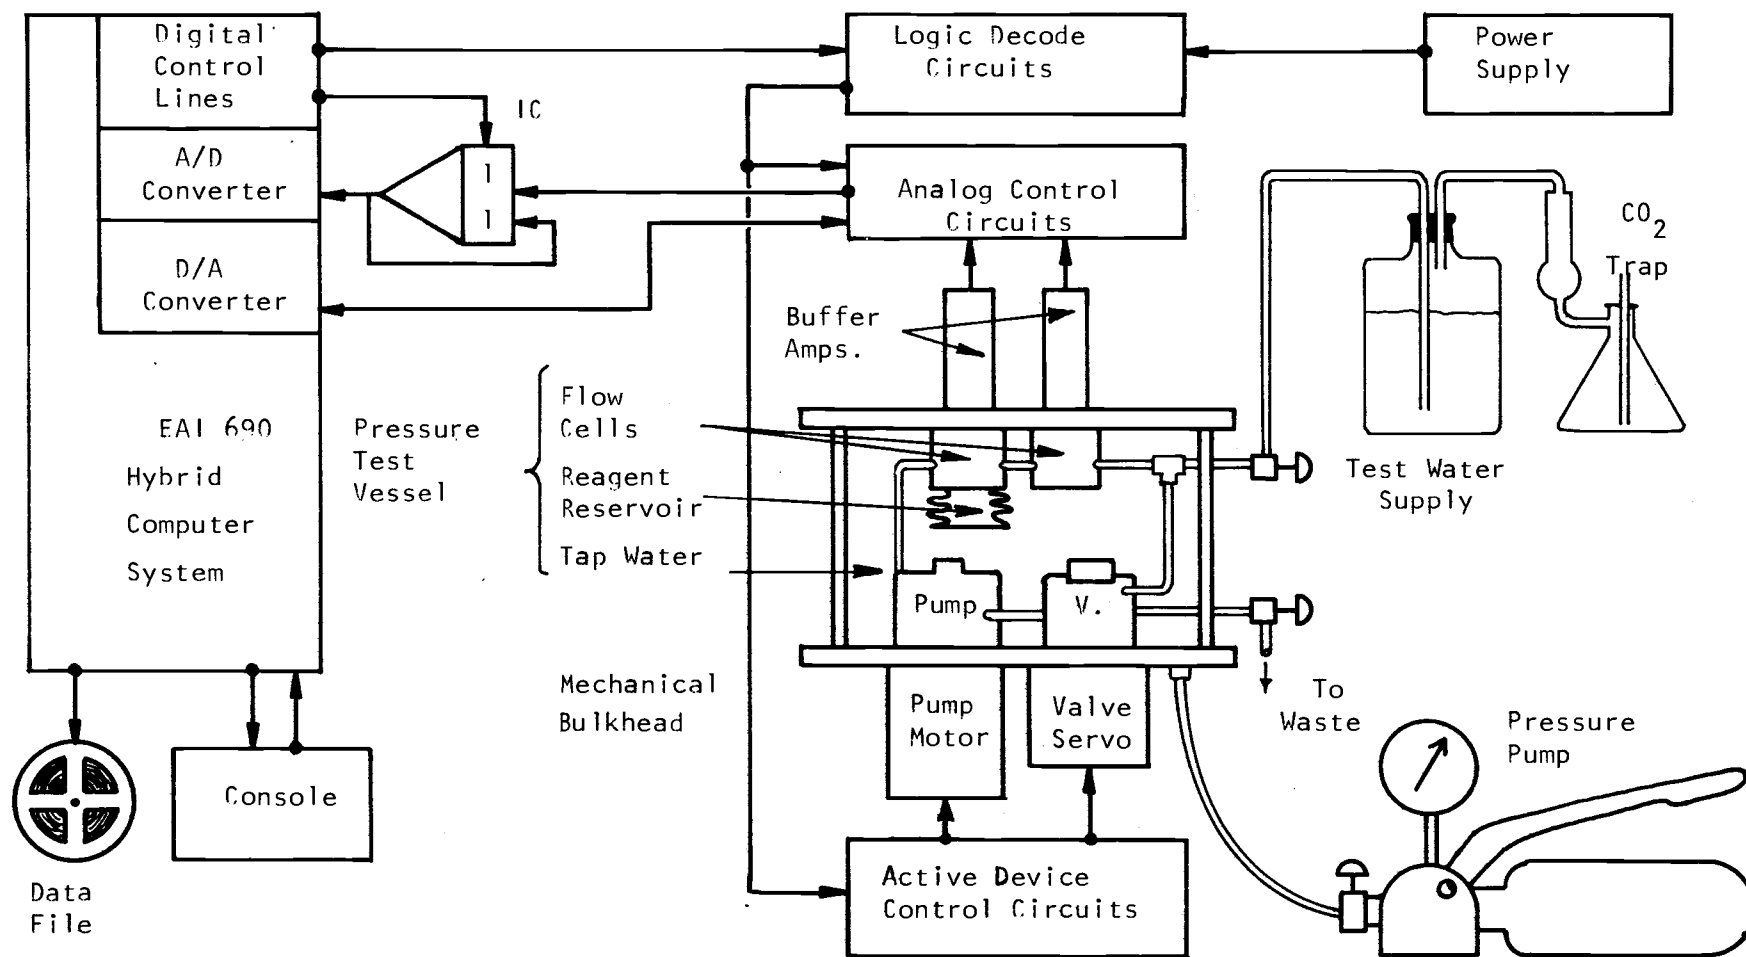 Digital
Control
Lines
A/D
Converter
D/A
Converter
EAI 690
Hybrid
Computer
System
Data
File
Console
IC
1
1
Logic Decode
Circuits
Power
Supply
Analog Control
Circuits
Buffer
Amps.
Pressure
Test
Vessel
Flow
Cells
Reagent
Reservoir
Tap Water
Pump
V.
Mechanical
Bulkhead
Pump
Motor
Valve
Servo
Active Device
Control Circuits
CO2
Trap
Test Water
Supply
To
Waste
Pressure
Pump